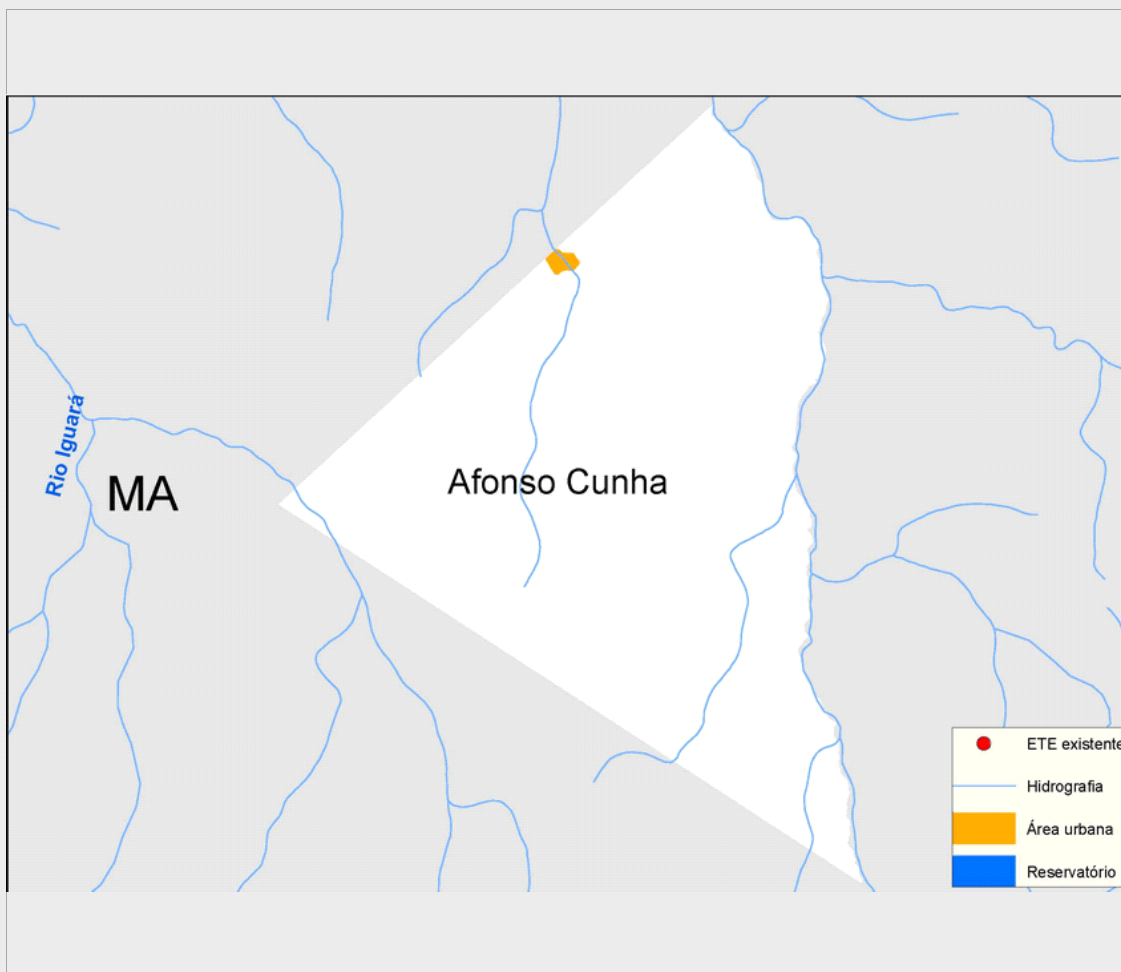 Rio Iguará
MA
Afonso Cunha
ETE existente
Hidrografia
Área urbana
Reservatório